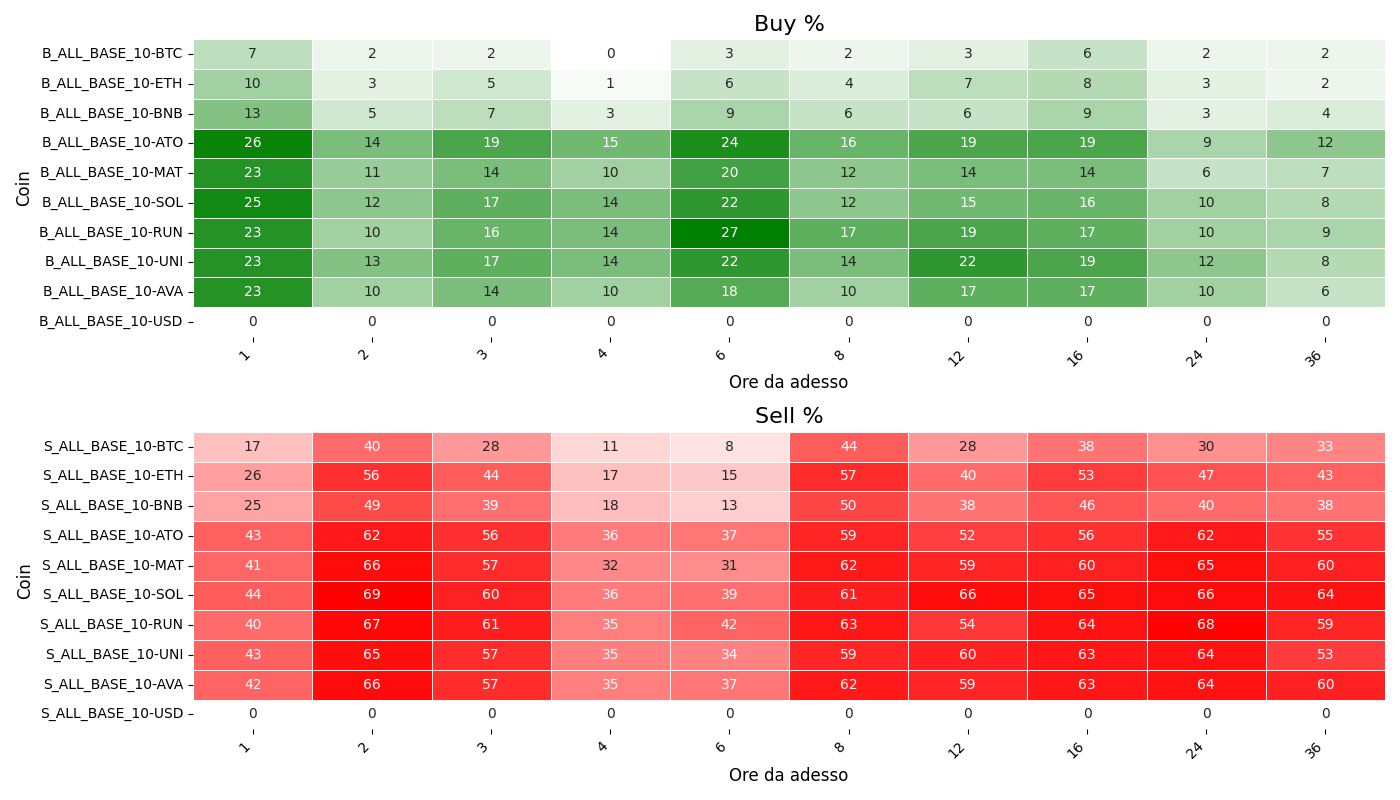 Buy %
Coin
B_ALL_BASE_10-BTC 7 2 2 0 3 2 3 6 2 2
B_ALL_BASE_10-ETH 10 3 5 1 6 4 7 8 3 2
B_ALL_BASE_10-BNB 13 5 7 3 9 6 6 9 3 4
B_ALL_BASE_10-ATO 26 14 19 15 24 16 19 19 9 12
B_ALL_BASE_10-MAT 23 11 14 10 20 12 14 14 6 7
B_ALL_BASE_10-SOL 25 12 17 14 22 12 15 16 10 8
B_ALL_BASE_10-RUN 23 10 16 14 27 17 19 17 10 9
B_ALL_BASE_10-UNI 23 13 17 14 22 14 22 19 12 8
B_ALL_BASE_10-AVA 23 10 14 10 18 10 17 17 10 6
B_ALL_BASE_10-USD 0 0 0 0 0 0 0 0 0 0
1 2 3 4 6 8 12 16 24 36
Ore da adesso
Sell %
Coin
S_ALL_BASE_10-BTC 17 40 28 11 8 44 28 38 30 33
S_ALL_BASE_10-ETH 26 56 44 17 15 57 40 53 47 43
S_ALL_BASE_10-BNB 25 49 39 18 13 50 38 46 40 38
S_ALL_BASE_10-ATO 43 62 56 36 37 59 52 56 62 55
S_ALL_BASE_10-MAT 41 66 57 32 31 62 59 60 65 60
S_ALL_BASE_10-SOL 44 69 60 36 39 61 66 65 66 64
S_ALL_BASE_10-RUN 40 67 61 35 42 63 54 64 68 59
S_ALL_BASE_10-UNI 43 65 57 35 34 59 60 63 64 53
S_ALL_BASE_10-AVA 42 66 57 35 37 62 59 63 64 60
S_ALL_BASE_10-USD 0 0 0 0 0 0 0 0 0 0
1 2 3 4 6 8 12 16 24 36
Ore da adesso